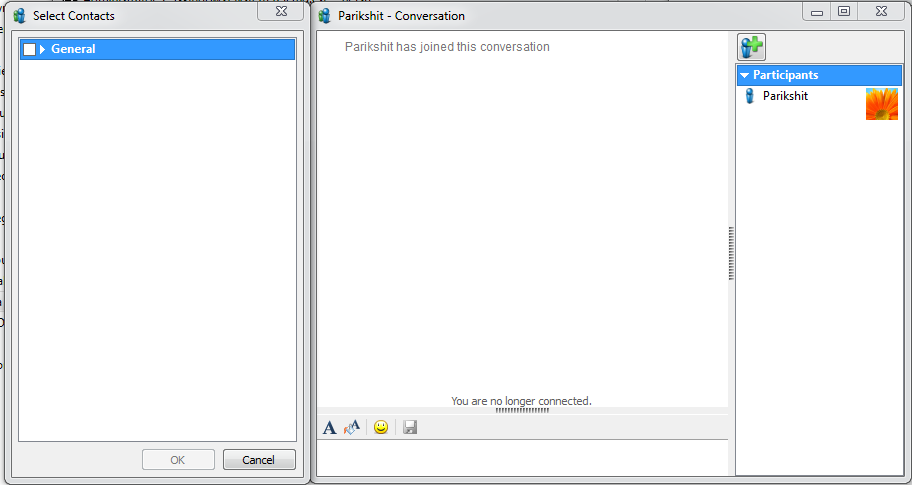 Select Contacts
General
OK
Cancel
Parikshit - Conversation
Parikshit has joined this conversation
You are no longer connected.
Participants
Parikshit